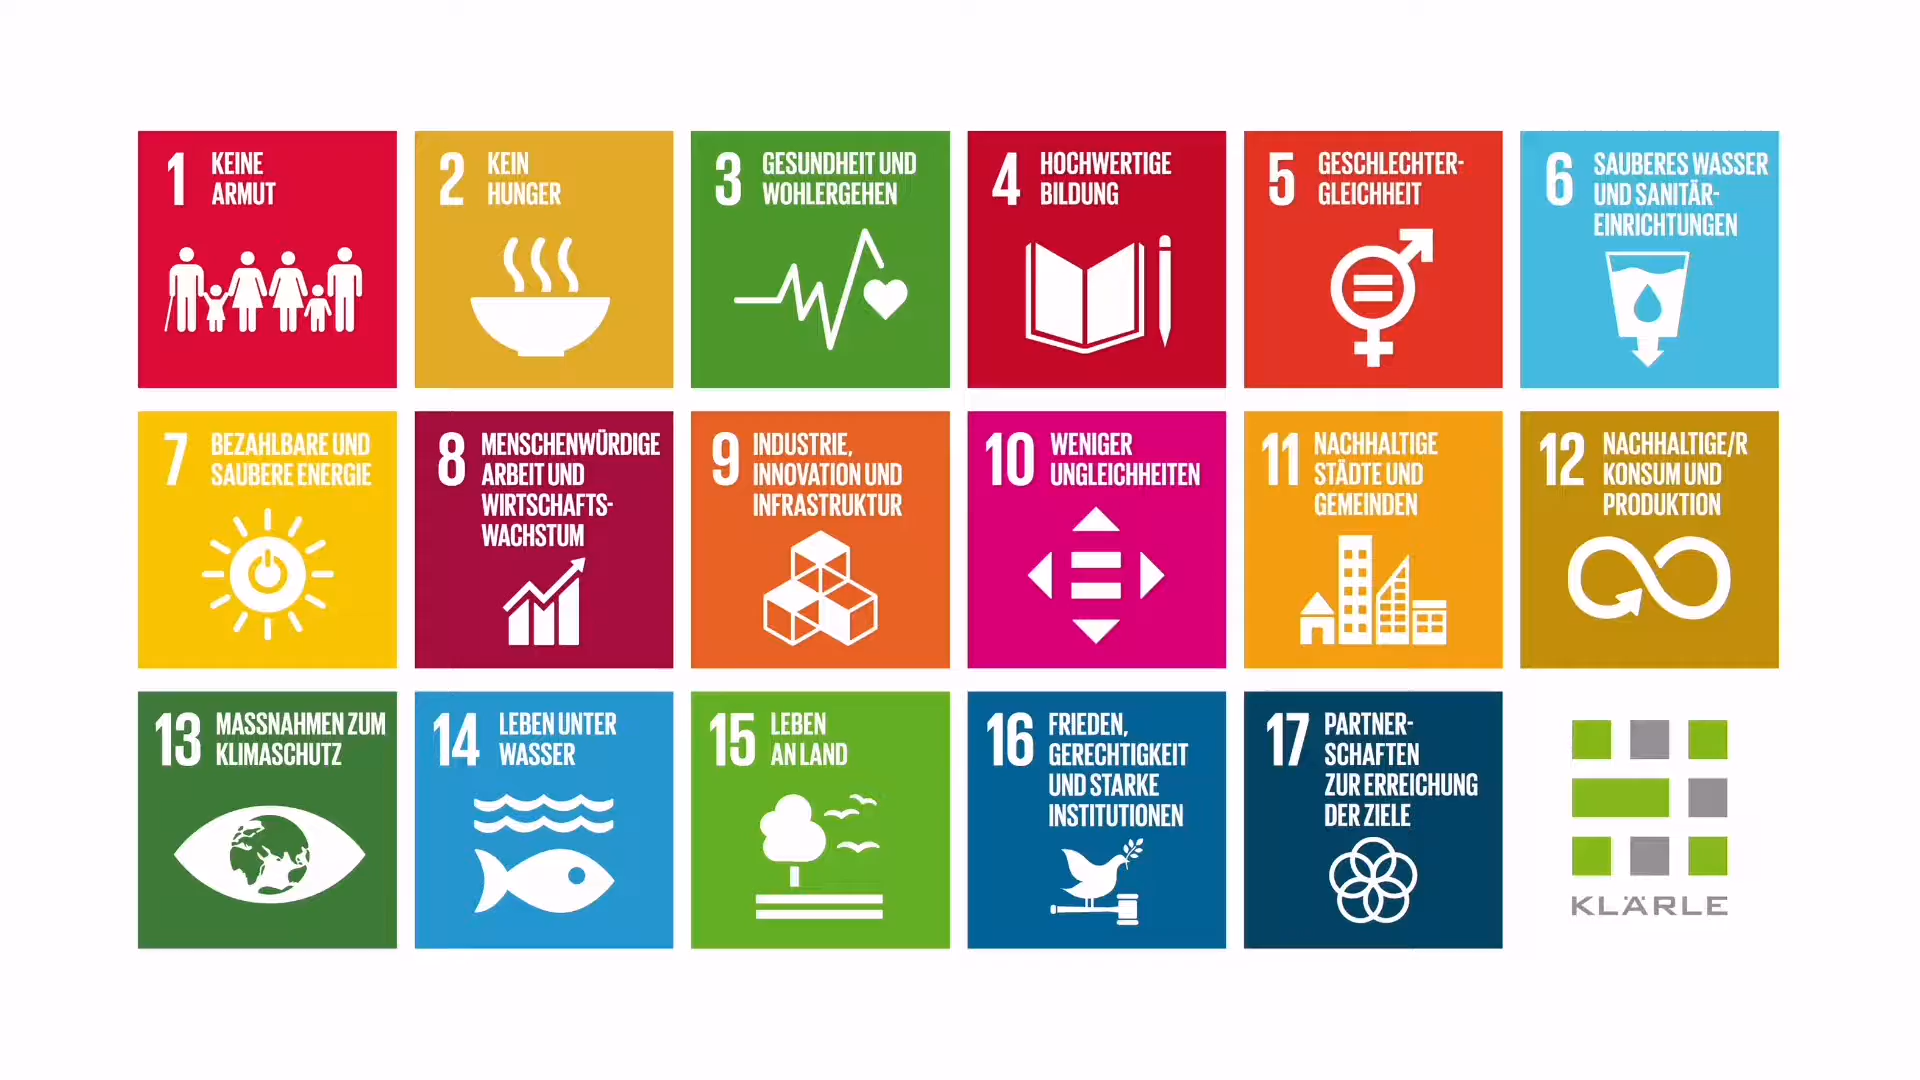 1 KEINE
ARMUT
2 KEIN
HUNGER
3 GESUNDHEIT UND
WOHLERGEHEN
4 HOCHWERTIGE
BILDUNG
5 GESCHLECHTER-
GLEICHHEIT
6 SAUBERES WASSER
UND SANITÄR-
EINRICHTUNGEN
7 BEZAHLBARE UND
SAUBERE ENERGIE
8 MENSCHENWÜRDIGE
ARBEIT UND
WIRTSCHAFTS-
WACHSTUM
9 INDUSTRIE,
INNOVATION UND
INFRASTRUKTUR
10 WENIGER
UNGLEICHHEITEN
11 NACHHALTIGE
STÄDTE UND
GEMEINDEN
12 NACHHALTIGE/R
KONSUM UND
PRODUKTION
13 MASSNAHMEN ZUM
KLIMASCHUTZ
14 LEBEN UNTER
WASSER
15 LEBEN
AN LAND
16 FRIEDEN,
GERECHTIGKEIT
UND STARKE
INSTITUTIONEN
17 PARTNER-
SCHAFTEN
ZUR ERREICHUNG
DER ZIELE
KLÄRLE